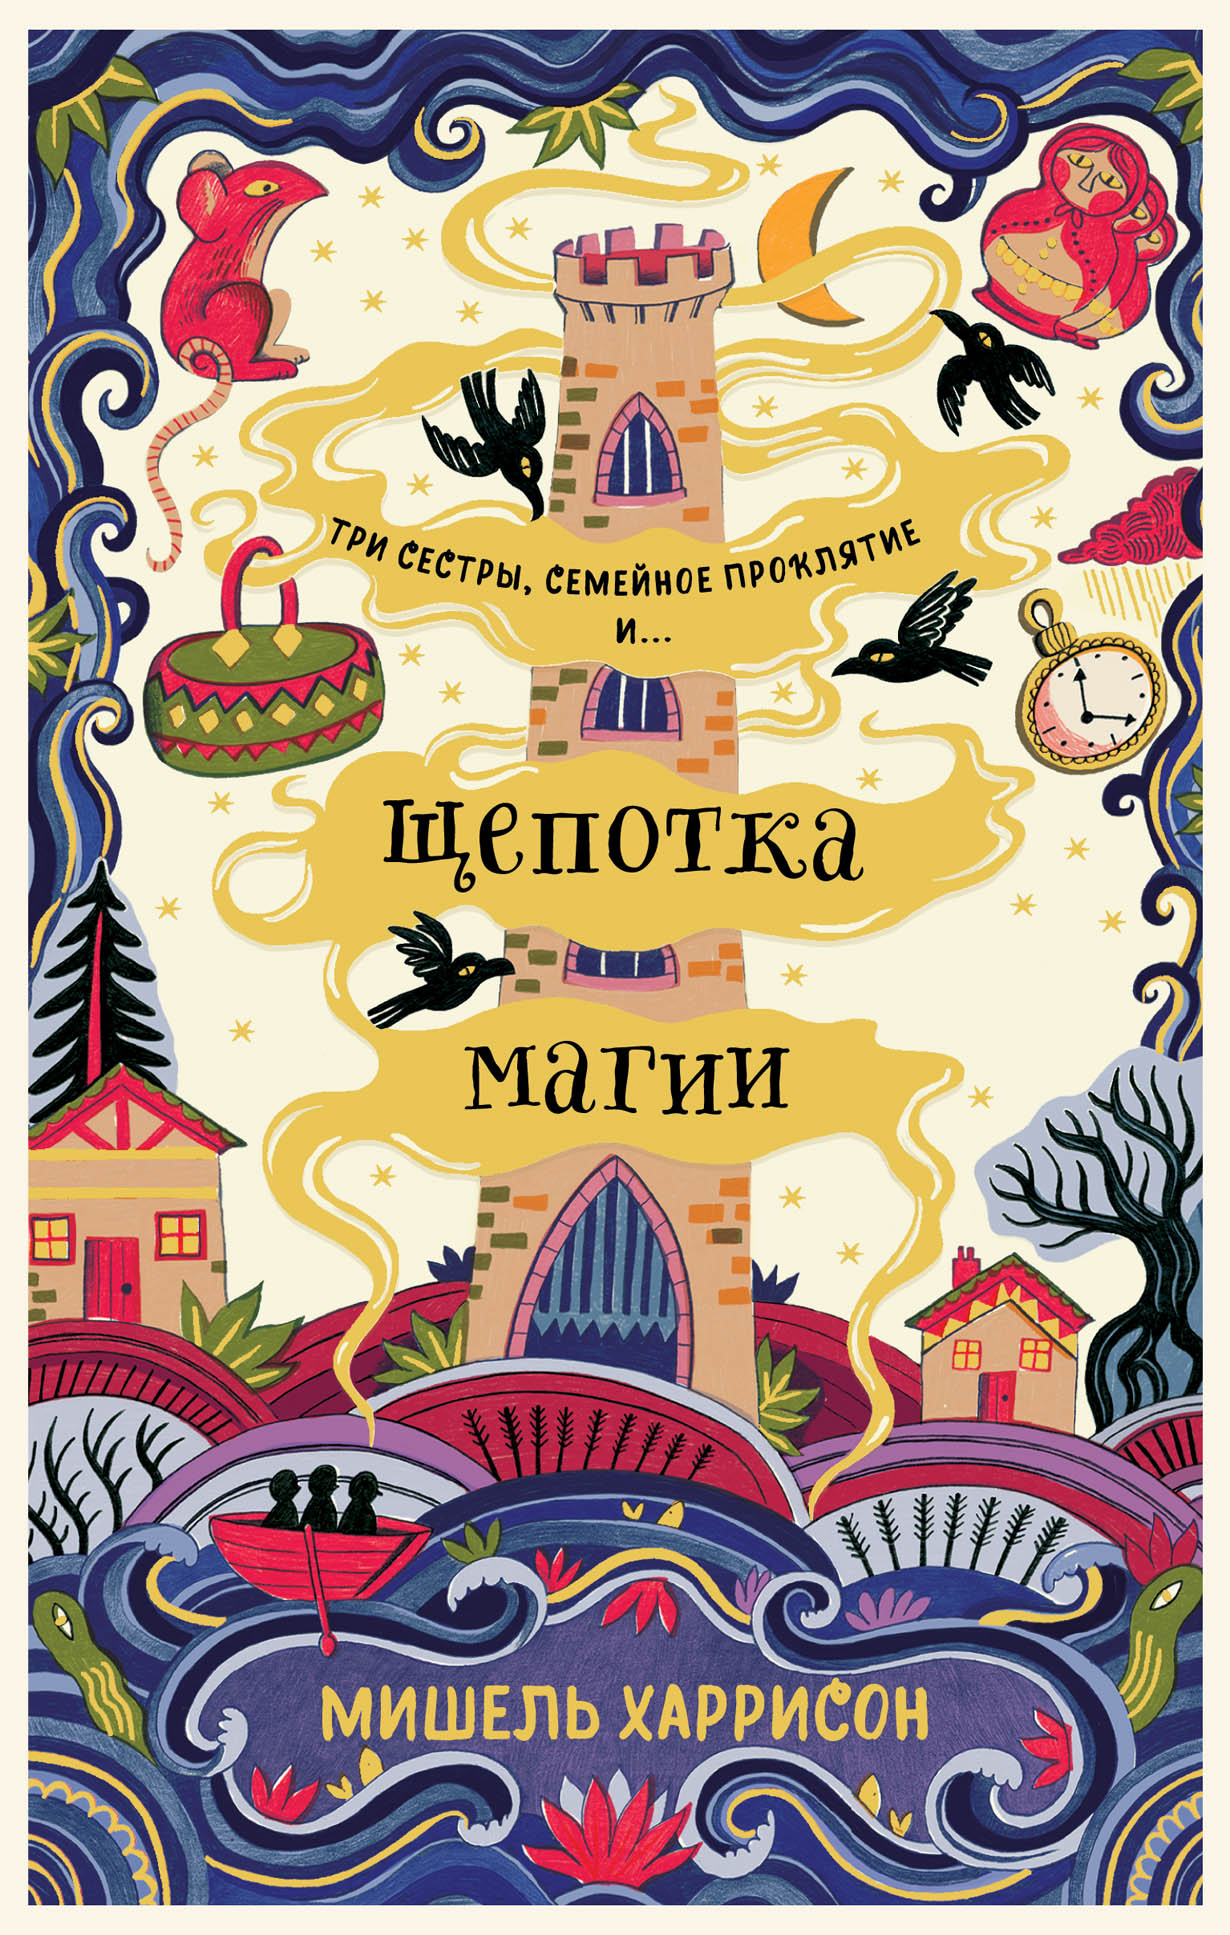 ТРИ СЕСТРЫ, СЕМЕЙНОЕ ПРОКЛЯТИЕ
И...
щепотка
магии
МИШЕЛЬ ХАРРИСОН